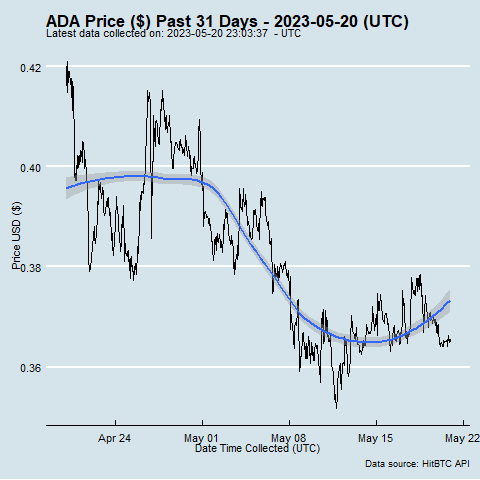 ADA Price ($) Past 31 Days - 2023-05-20 (UTC)
Latest data collected on: 2023-05-20 23:03:37 - UTC
0.42
0.40
0.38
0.36
Price USD ($)
Apr 24
May 01
May 08
May 15
May 22
Date Time Collected (UTC)
Data source: HitBTC API